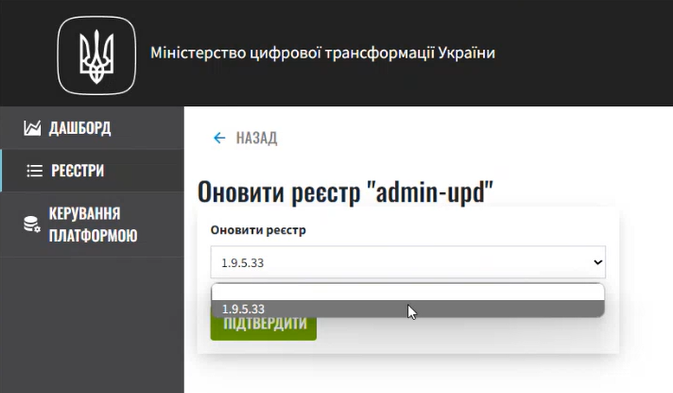 Міністерство цифрової трансформації України
ДАШБОРД
РЕЄСТРИ
КЕРУВАННЯ
ПЛАТФОРМОЮ
← НАЗАД
Оновити реєстр "admin-upd"
Оновити реєстр
1.9.5.33
1.9.5.33
ПІДТВЕРДИТИ